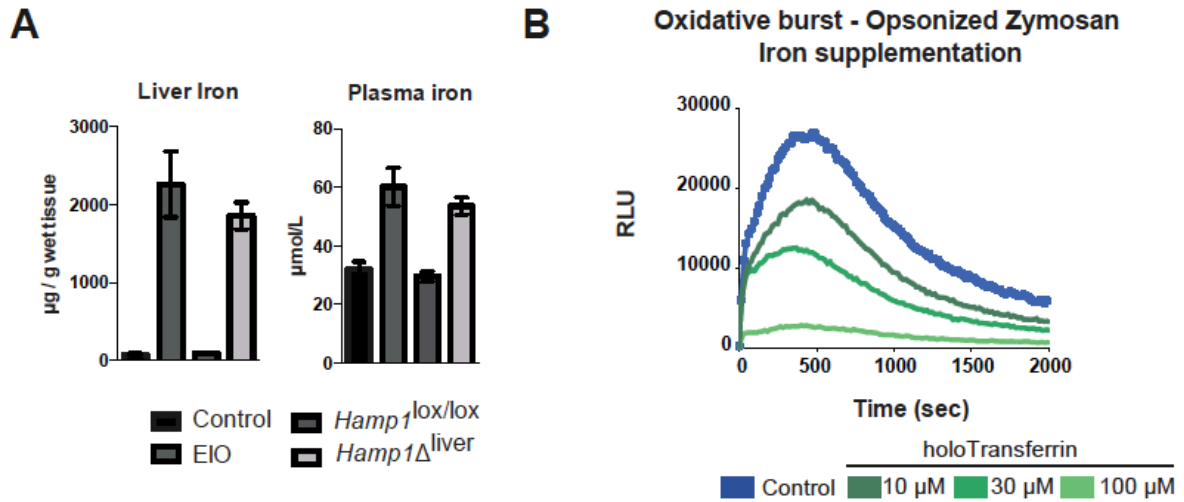 A
Liver Iron
µg / g wet tissue
3000
2000
1000
0
Plasma iron
µmol/L
80
60
40
20
0
Control
EIO
Hamp1lox/lox
Hamp1Δliver
B
Oxidative burst - Opsonized Zymosan
Iron supplementation
RLU
30000
20000
10000
0
0 500 1000 1500 2000
Time (sec)
holoTransferrin
Control 10 µM 30 µM 100 µM